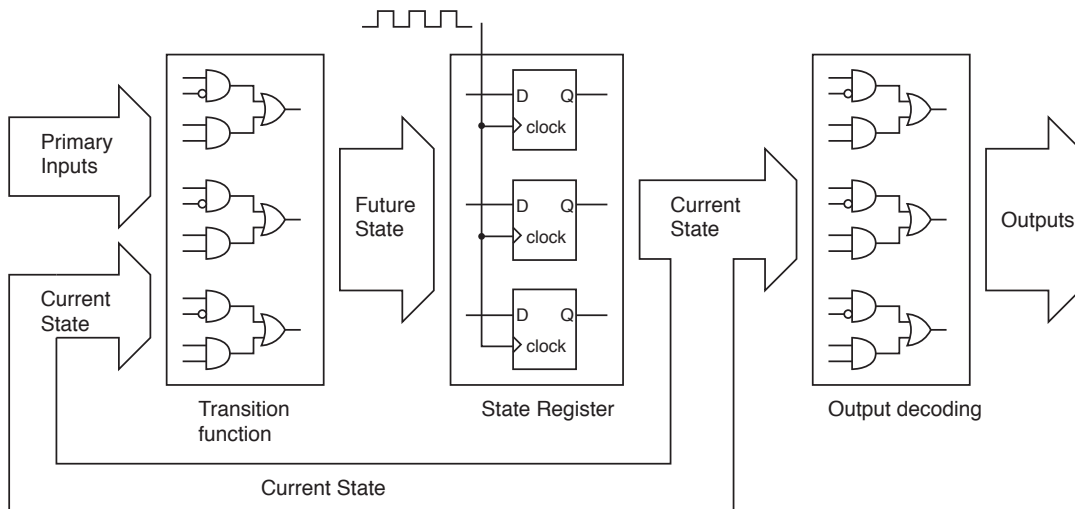 Primary
Inputs
Current
State
Transition
function
Future
State
D
Q
clock
D
Q
clock
D
Q
clock
State Register
Current
State
Output decoding
Outputs
Current State